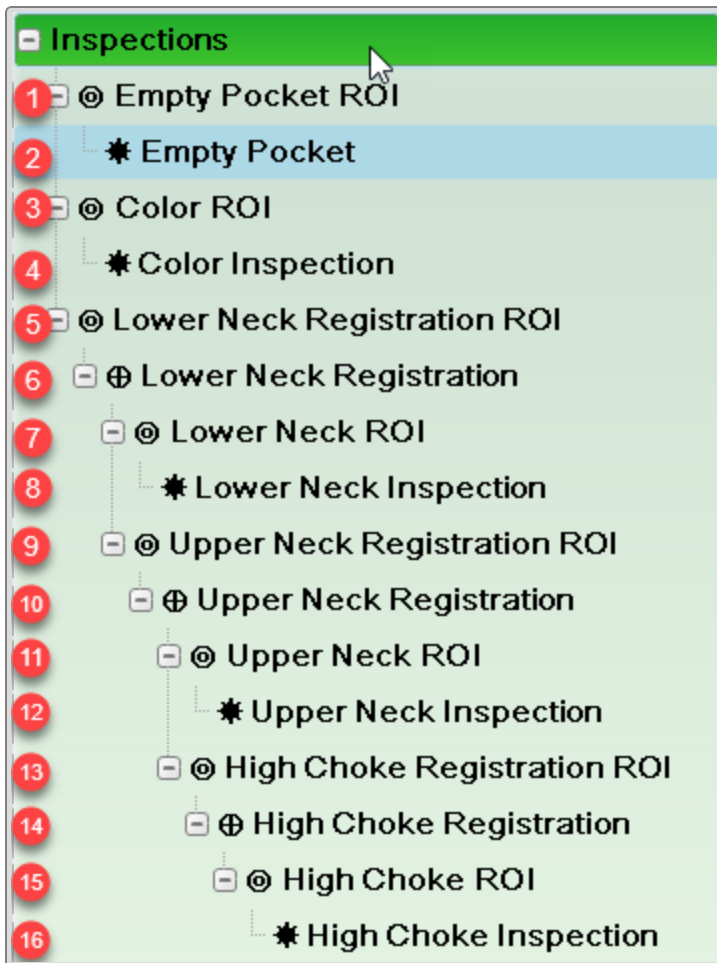 Inspections
1 Empty Pocket ROI
2 Empty Pocket
3 Color ROI
4 Color Inspection
5 Lower Neck Registration ROI
6 Lower Neck Registration
7 Lower Neck ROI
8 Lower Neck Inspection
9 Upper Neck Registration ROI
10 Upper Neck Registration
11 Upper Neck ROI
12 Upper Neck Inspection
13 High Choke Registration ROI
14 High Choke Registration
15 High Choke ROI
16 High Choke Inspection